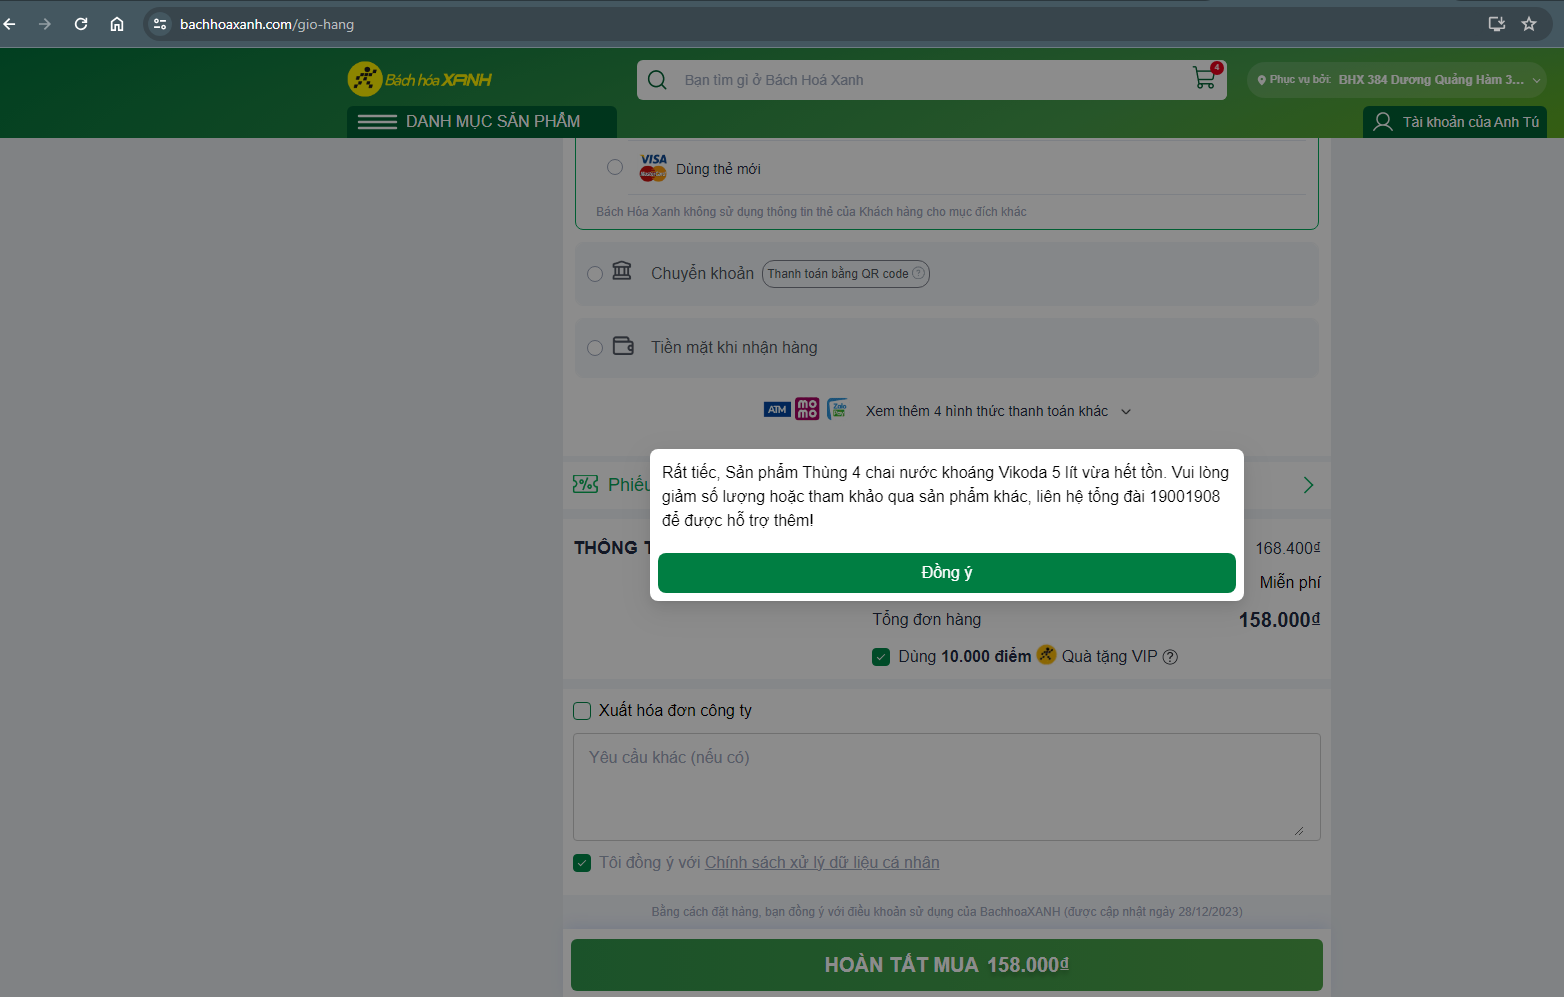 bachhoaxanh.com/gio-hang
Bách hóa XANH
Bạn tìm gì ở Bách Hoá Xanh
4
Phục vụ bởi: BHX 384 Dương Quảng Hàm 3...
DANH MỤC SẢN PHẨM
Tài khoản của Anh Tú
VISA
Dùng thẻ mới
Bách Hóa Xanh không sử dụng thông tin thẻ của Khách hàng cho mục đích khác
Chuyển khoản Thanh toán bằng QR code ?
Tiền mặt khi nhận hàng
ATM mo mo Zalo Pay Xem thêm 4 hình thức thanh toán khác
Rất tiếc, Sản phẩm Thùng 4 chai nước khoáng Vikoda 5 lít vừa hết tồn. Vui lòng
giảm số lượng hoặc tham khảo qua sản phẩm khác, liên hệ tổng đài 19001908
để được hỗ trợ thêm!
Đồng ý
% Phiếu
THÔNG T
168.400₫
Miễn phí
Tổng đơn hàng 158.000₫
Dùng 10.000 điểm Quà tặng VIP ?
Xuất hóa đơn công ty
Yêu cầu khác (nếu có)
Tôi đồng ý với Chính sách xử lý dữ liệu cá nhân
Bằng cách đặt hàng, bạn đồng ý với điều khoản sử dụng của BachhoaXANH (được cập nhật ngày 28/12/2023)
HOÀN TẤT MUA 158.000₫